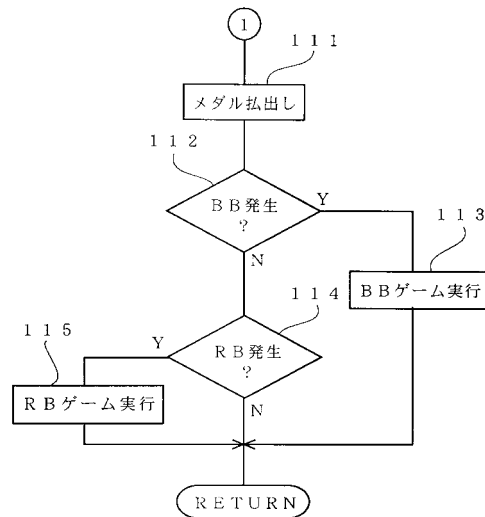 1
111
メダル払出し
112
BB発生
?
Y
N
113
BBゲーム実行
114
RB発生
?
Y
N
115
RBゲーム実行
RETURN